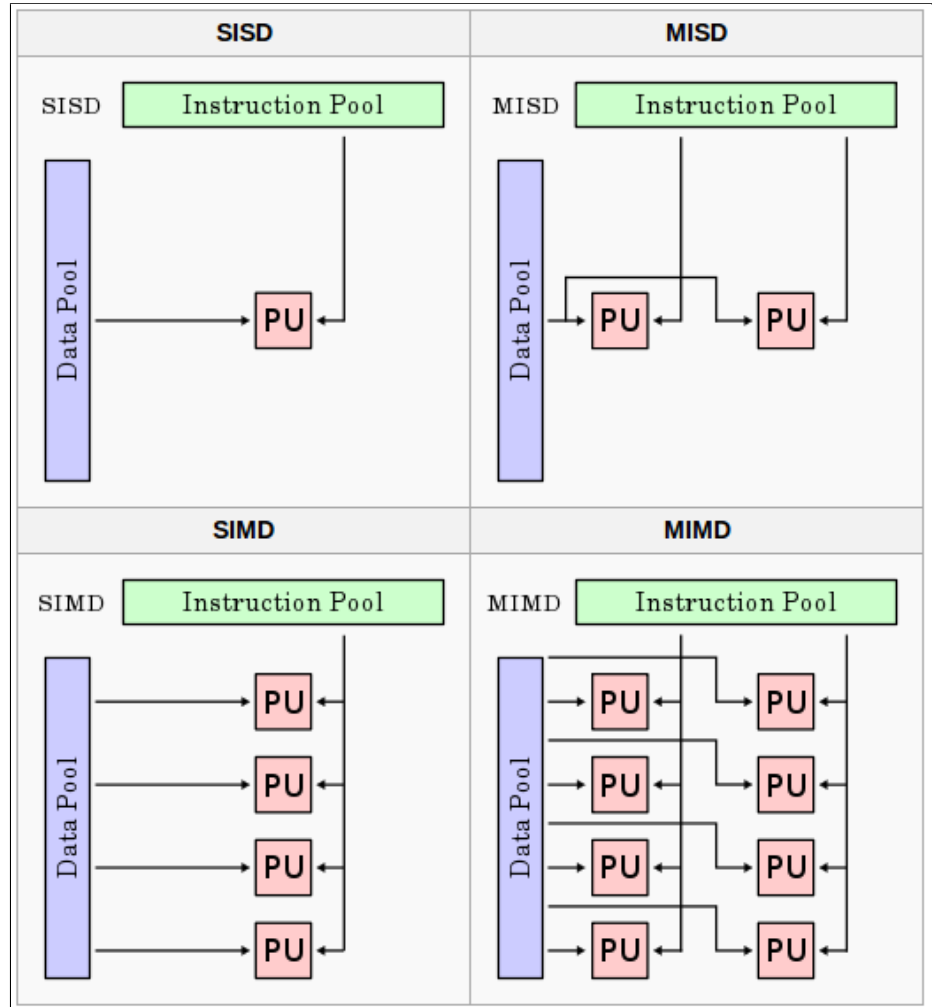 SISD
MISD
SISD
Instruction Pool
Data Pool
PU
MISD
Instruction Pool
Data Pool
PU
PU
SIMD
MIMD
SIMD
Instruction Pool
Data Pool
PU
PU
PU
PU
MIMD
Instruction Pool
Data Pool
PU
PU
PU
PU
PU
PU
PU
PU